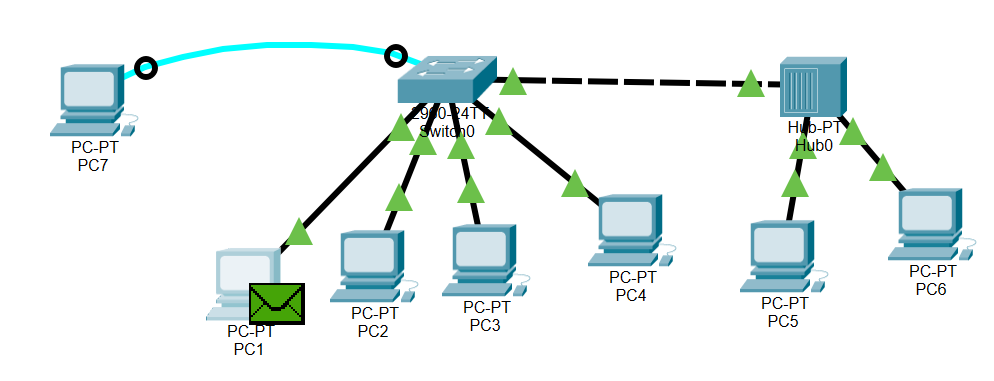 PC-PT
PC7
2960-24TT
Switch0
Hub-PT
Hub0
PC-PT
PC1
PC-PT
PC2
PC-PT
PC3
PC-PT
PC4
PC-PT
PC5
PC-PT
PC6